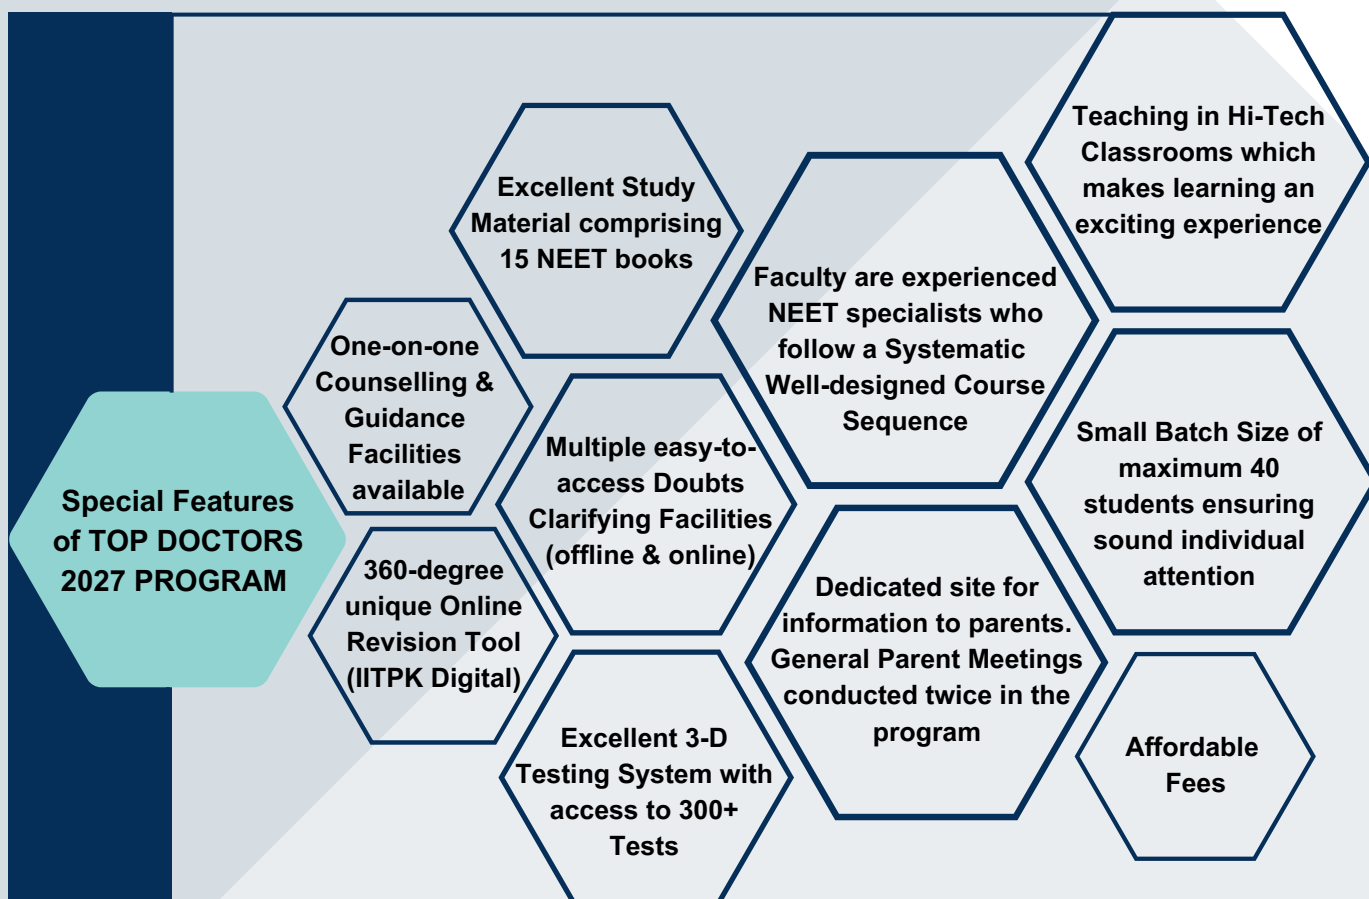 Special Features
of TOP DOCTORS
2027 PROGRAM
One-on-one
Counselling &
Guidance
Facilities
available
360-degree
unique Online
Revision Tool
(IITPK Digital)
Excellent Study
Material comprising
15 NEET books
Multiple easy-to-
access Doubts
Clarifying Facilities
(offline & online)
Excellent 3-D
Testing System with
access to 300+
Tests
Faculty are experienced
NEET specialists who
follow a Systematic
Well-designed Course
Sequence
Dedicated site for
information to parents.
General Parent Meetings
conducted twice in the
program
Teaching in Hi-Tech
Classrooms which
makes learning an
exciting experience
Small Batch Size of
maximum 40
students ensuring
sound individual
attention
Affordable
Fees